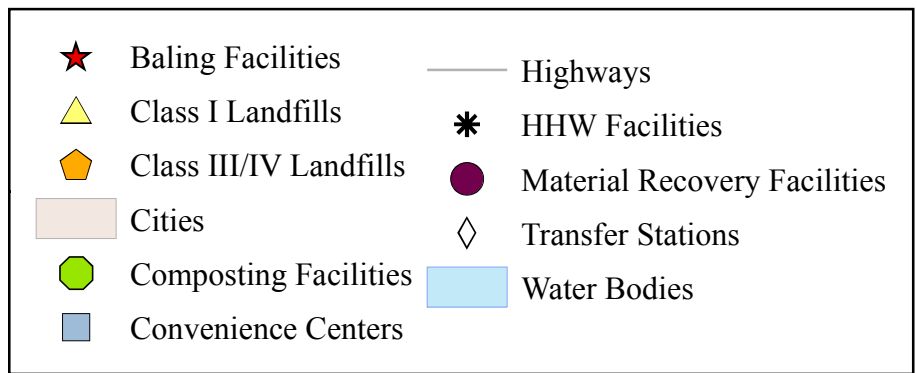 Baling Facilities
Class I Landfills
Class III/IV Landfills
Cities
Composting Facilities
Convenience Centers
Highways
HHW Facilities
Material Recovery Facilities
Transfer Stations
Water Bodies